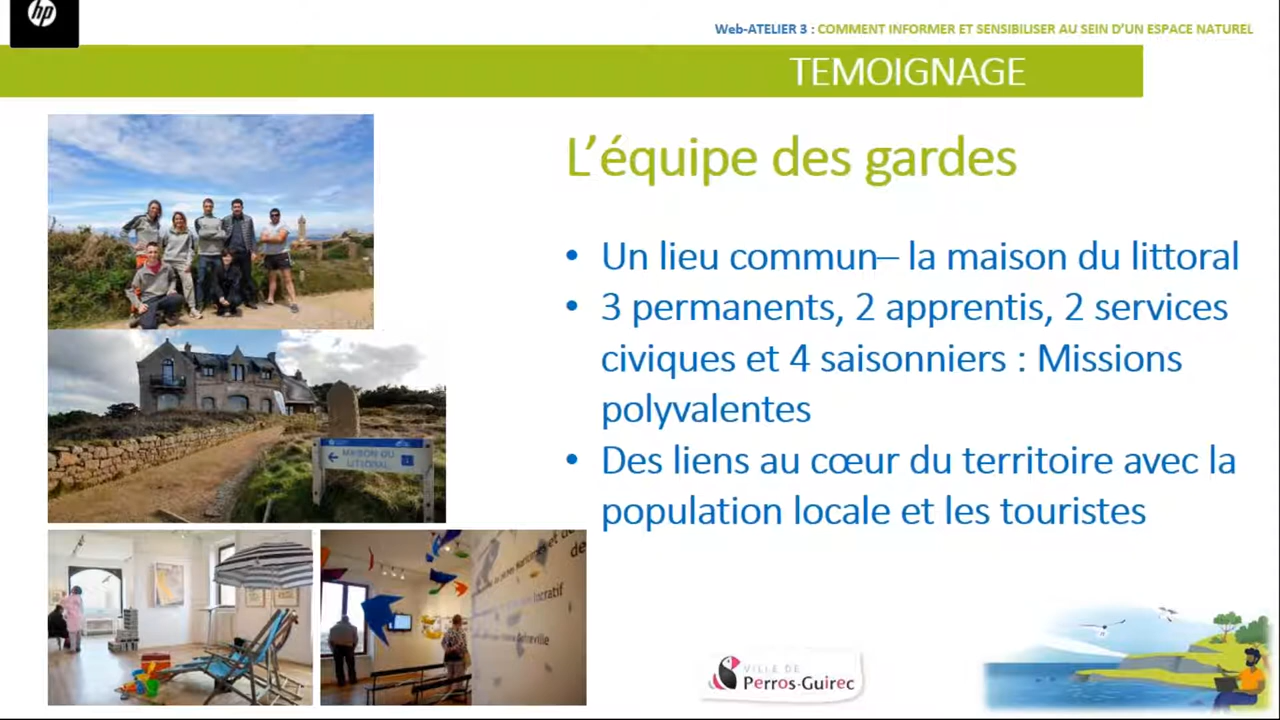 hp
Web-ATELIER 3 : COMMENT INFORMER ET SENSIBILISER AU SEIN D'UN ESPACE NATUREL
TEMOIGNAGE
L'équipe des gardes
• Un lieu commun– la maison du littoral
• 3 permanents, 2 apprentis, 2 services
civiques et 4 saisonniers : Missions
polyvalentes
• Des liens au cœur du territoire avec la
population locale et les touristes
MAISON DU
LITTORAL
VILLE DE
Perros-Guirec